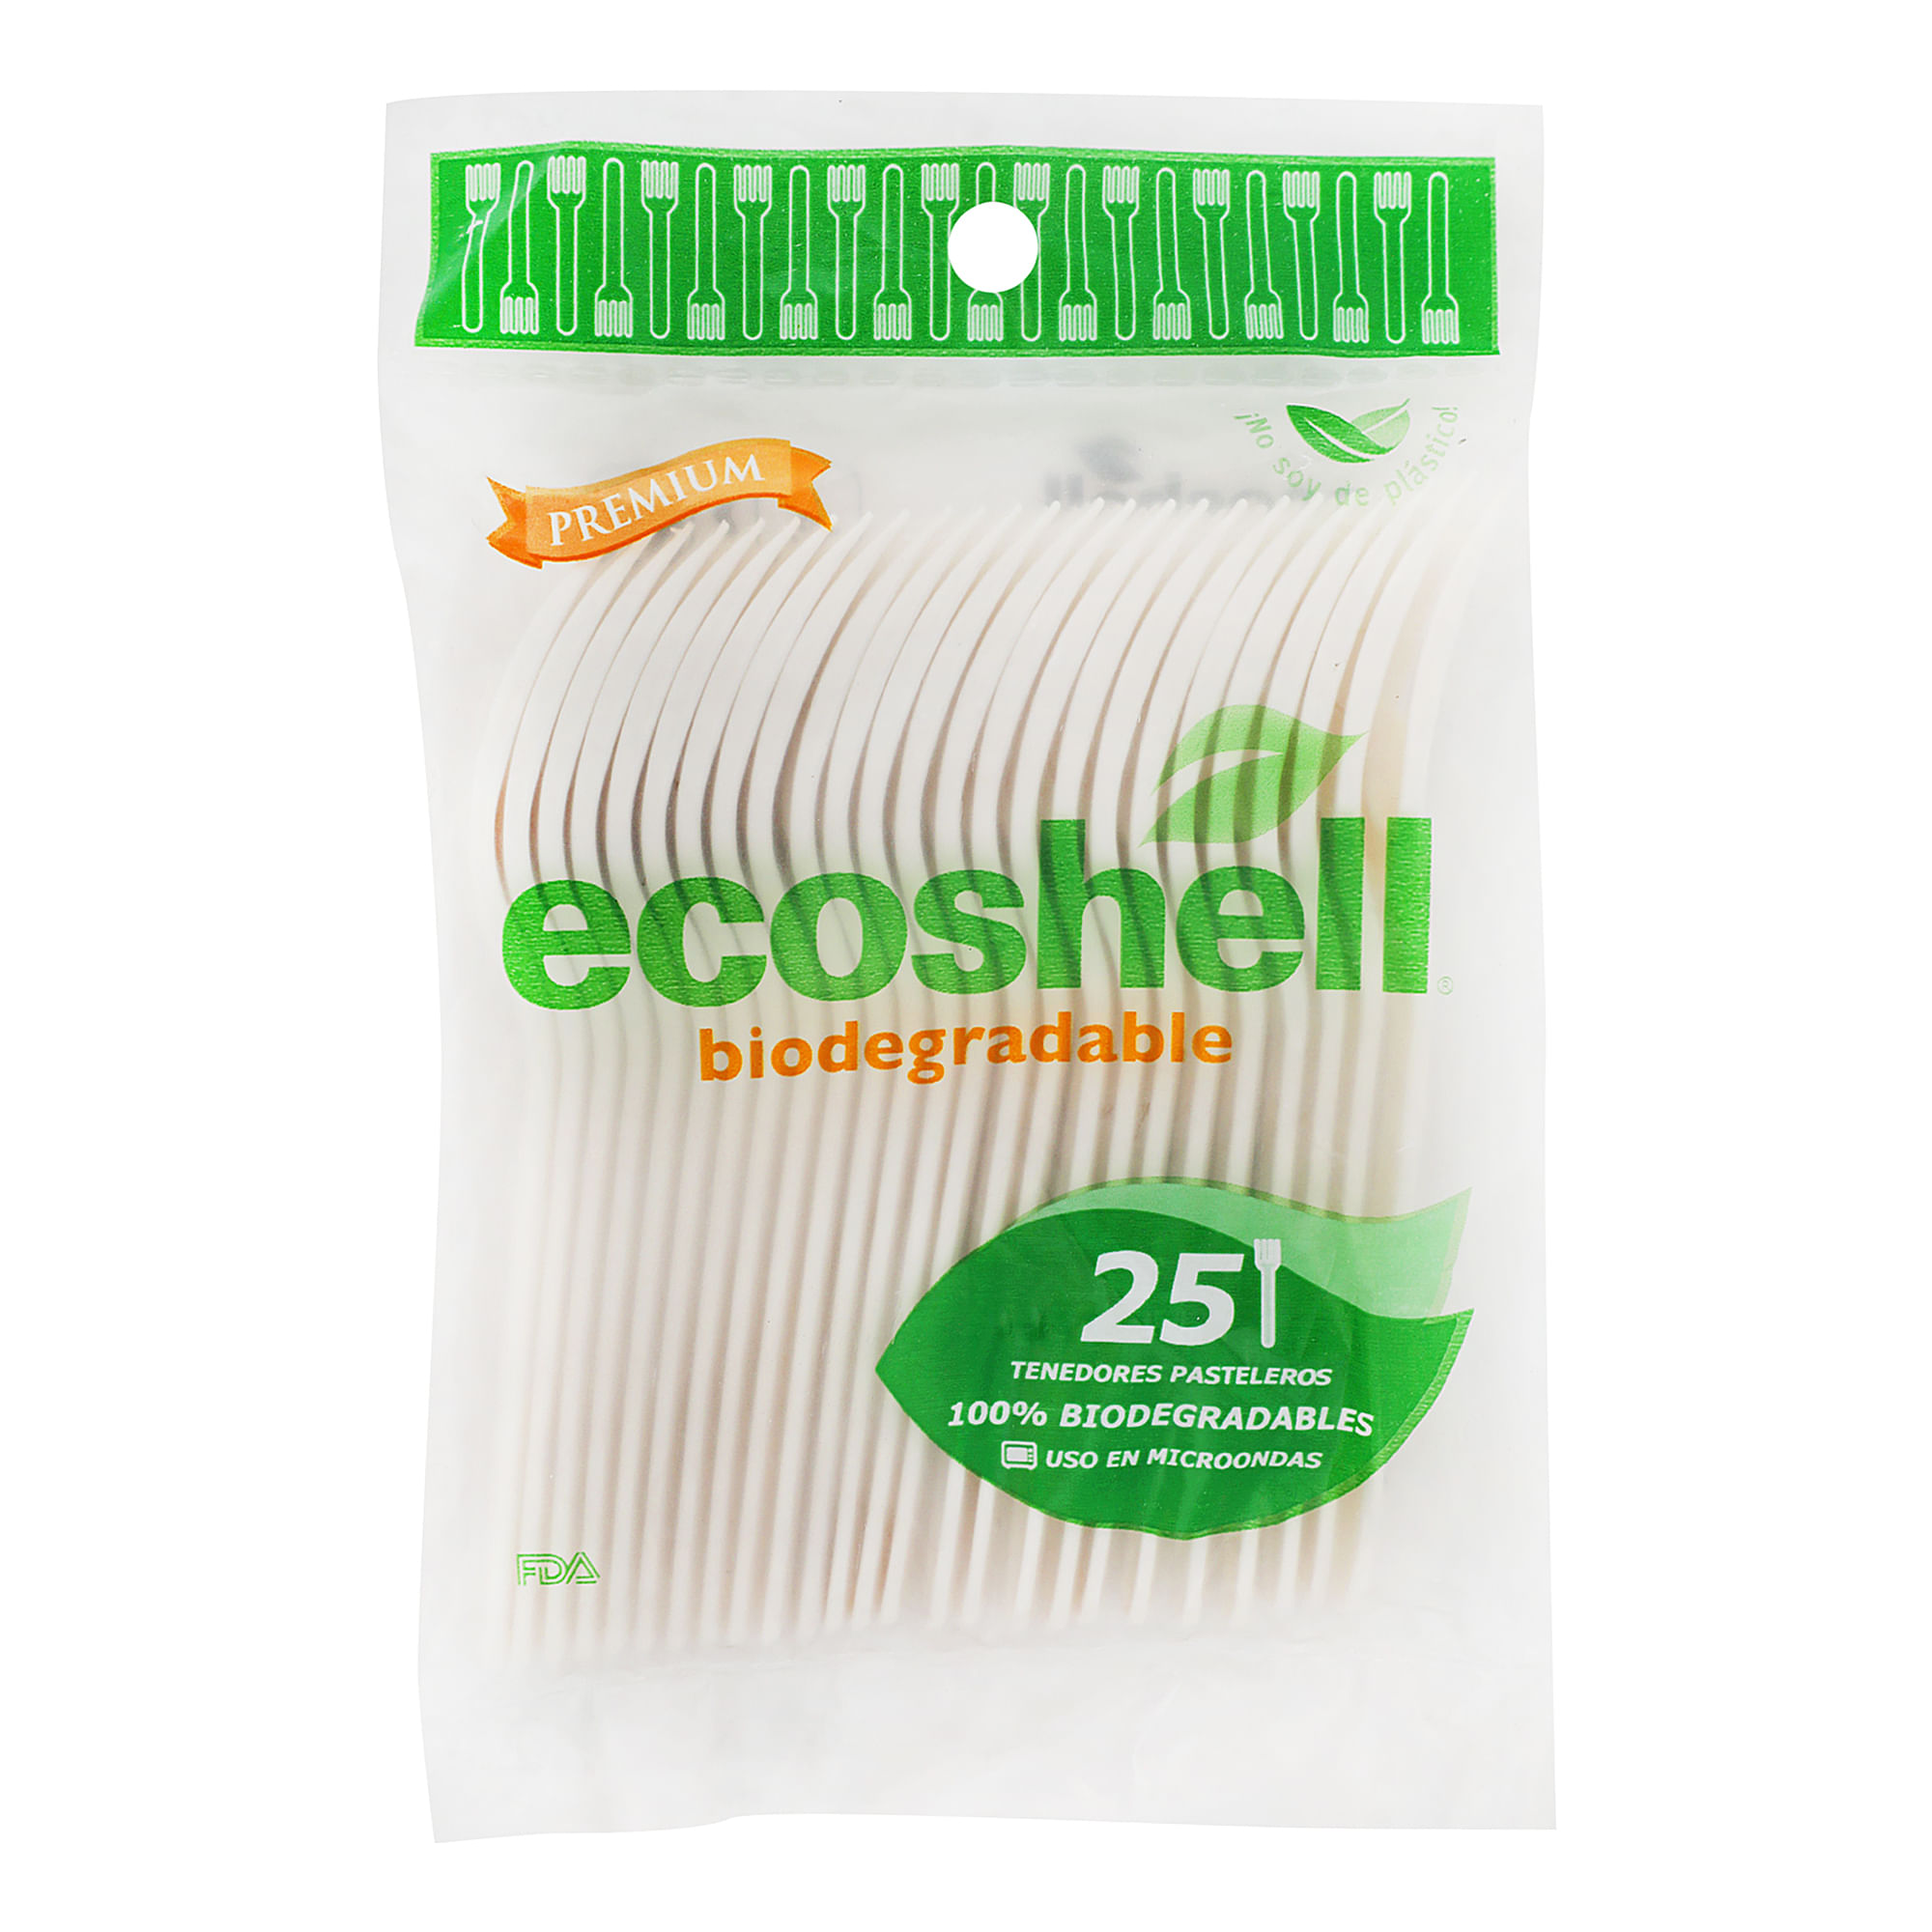 ¡No soy de plástico!
PREMIUM
ecoshell®
biodegradable
25
TENEDORES PASTELEROS
100% BIODEGRADABLES
USO EN MICROONDAS
FDA